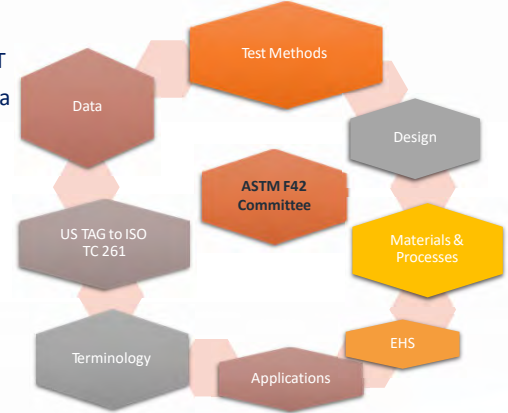 Test Methods
T
a
Data
Design
ASTM F42
Committee
US TAG to ISO
TC 261
Materials &
Processes
EHS
Terminology
Applications